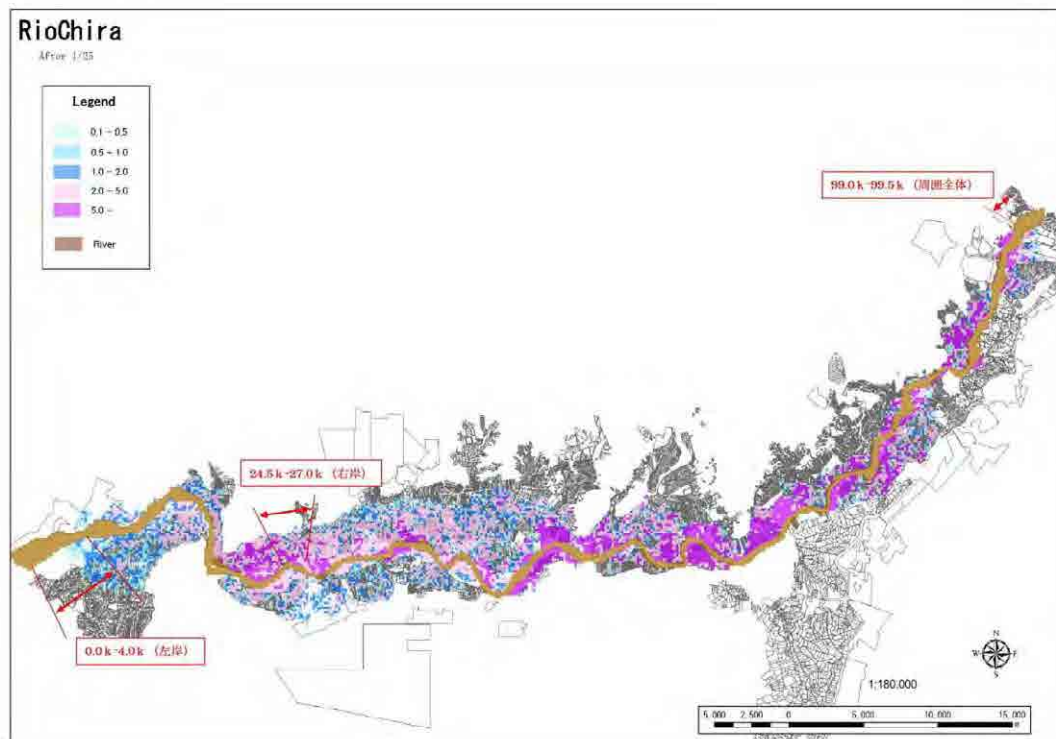 RioChira
After 1/25
Legend
0.1 - 0.5
0.5 - 1.0
1.0 - 2.0
2.0 - 5.0
5.0 -
River
99.0k-99.5k (周囲全体)
24.5k-27.0k (右岸)
0.0k-4.0k (左岸)
N
W E
S
1:180,000
5,000 2,500 0 5,000 10,000 15,000